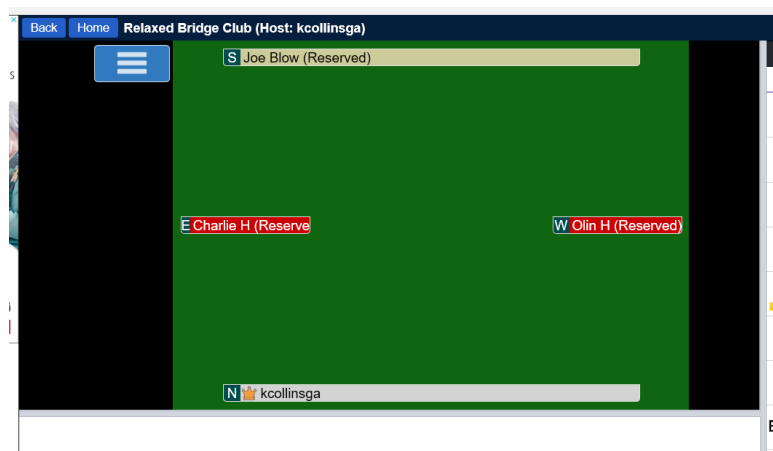 Back Home Relaxed Bridge Club (Host: kcollinsga)
S Joe Blow (Reserved)
E Charlie H (Reserve
W Olin H (Reserved)
N kcollinsga